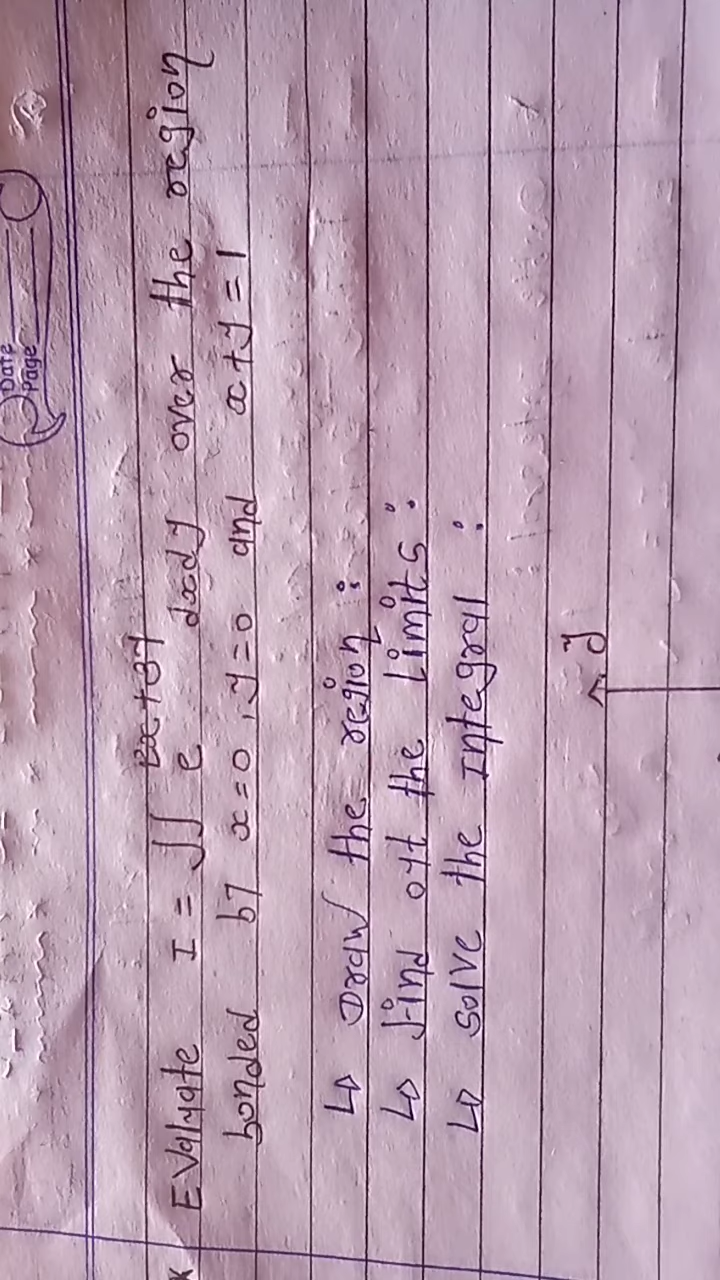 Date
Page
Evaluate I = ∫∫ e^2x+3y dxdy over the region
bonded by x=0, y=0 and x+y=1
↳ Draw the region:
↳ find ott the limits:
↳ solve the integral:
y